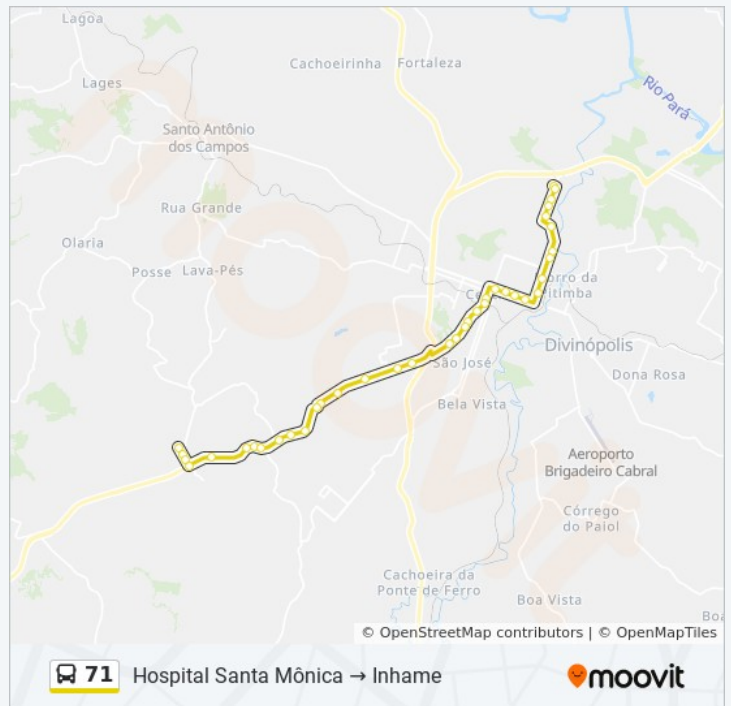 Lagoa
Cachoeirinha
Fortaleza
Lages
Rio Pará
Santo Antônio
dos Campos
Rua Grande
Olaria
Posse
Lava-Pés
Divinópolis
São José
Dona Rosa
Bela Vista
Aeroporto
Brigadeiro Cabral
Córrego
do Paiol
Cachoeira da
Ponte de Ferro
Boa Vista
© OpenStreetMap contributors | © OpenMapTiles
71 Hospital Santa Mônica → Inhame
moovit